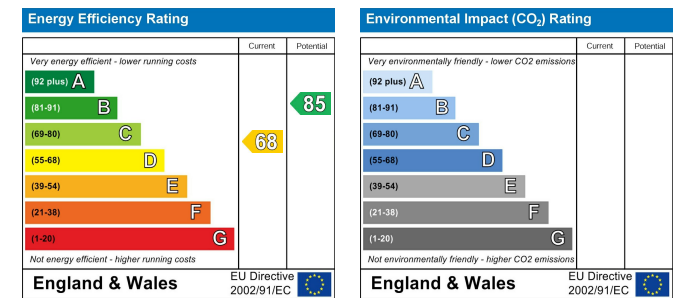 Energy Efficiency Rating
Current Potential
Very energy efficient - lower running costs
(92 plus) A
(81-91) B
(69-80) C
(55-68) D
(39-54) E
(21-38) F
(1-20) G
68
85
Not energy efficient - higher running costs
England & Wales
EU Directive
2002/91/EC
Environmental Impact (CO₂) Rating
Current Potential
Very environmentally friendly - lower CO2 emissions
(92 plus) A
(81-91) B
(69-80) C
(55-68) D
(39-54) E
(21-38) F
(1-20) G
Not environmentally friendly - higher CO2 emissions
England & Wales
EU Directive
2002/91/EC